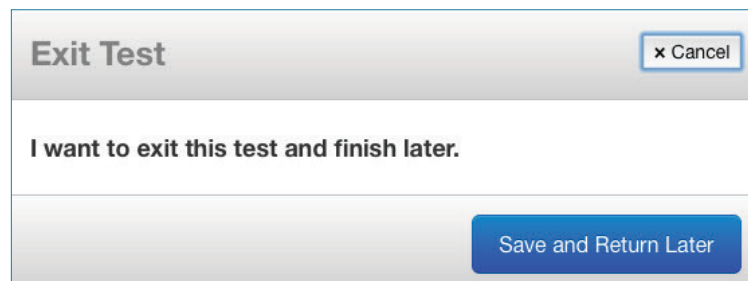 Exit Test
× Cancel
I want to exit this test and finish later.
Save and Return Later